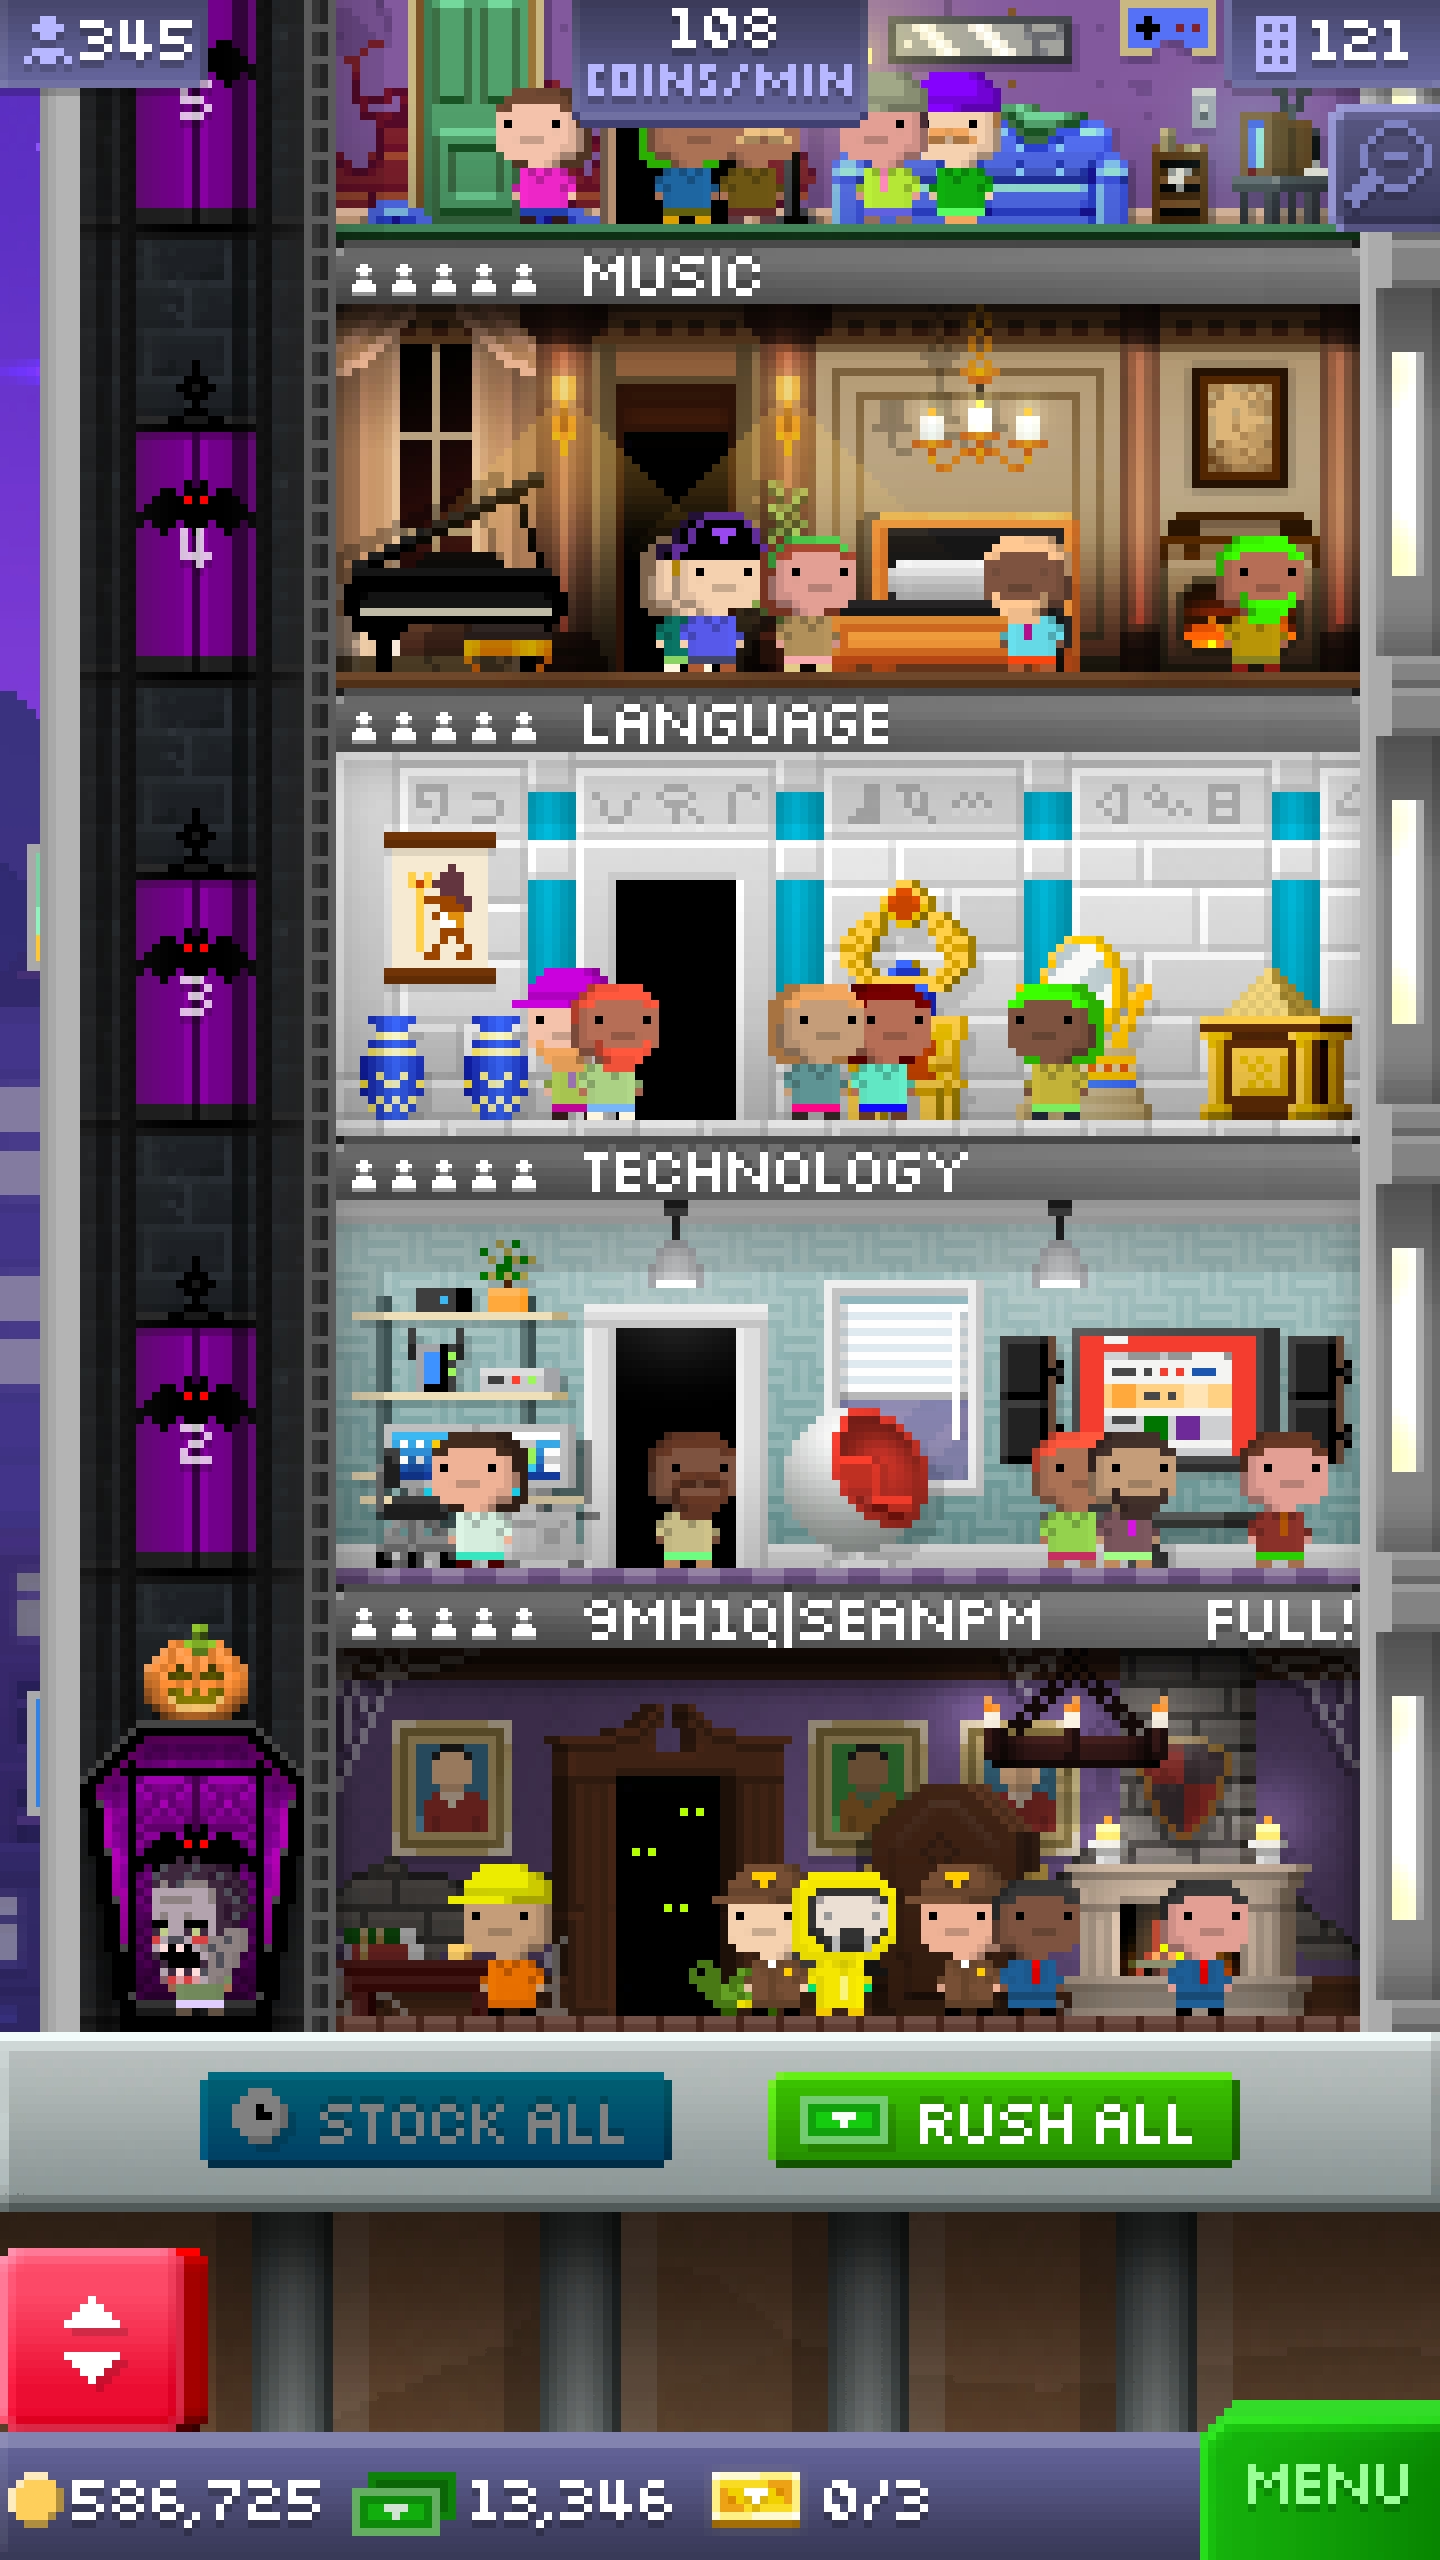 345
108
COINS/MIN
121
5
MUSIC
4
LANGUAGE
3
TECHNOLOGY
2
9MH1Q|SEANPM FULL!
STOCK ALL
RUSH ALL
586,725
13,346
0/3
MENU